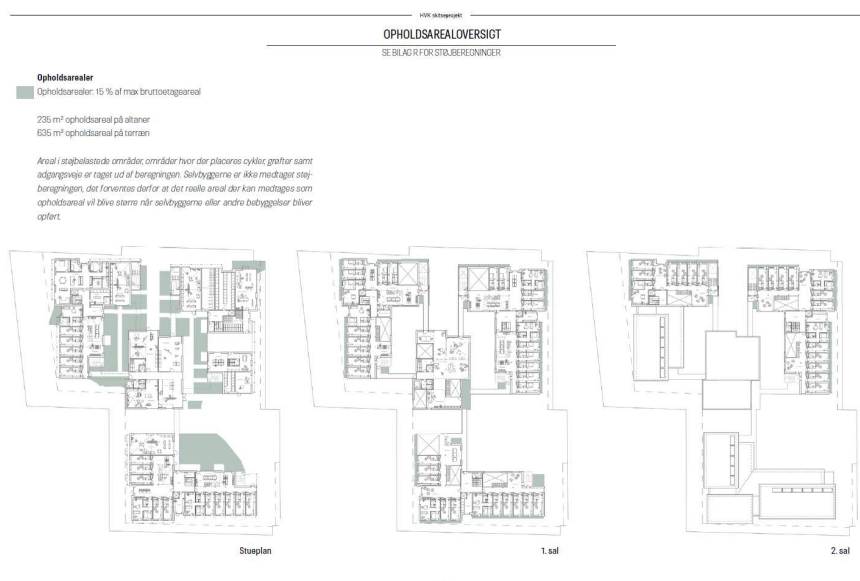 HVK skitseprojekt
OPHOLDSAREALOVERSIGT
SE BILAG R FOR STØJBEREGNINGER
Opholdsarealer
Opholdsarealer: 15 % af max bruttoetageareal
235 m² opholdsareal på altaner
635 m² opholdsareal på terræn
Areal i støjbelastede områder, områder hvor der placeres cykler, grøfter samt
adgangsveje er taget ud af beregningen. Selvbyggerne er ikke medtaget støj-
beregningen, det forventes derfor at det reelle areal der kan medtages som
opholdsareal vil blive større når selvbyggerne eller andre bebyggelser bliver
opført.
Stueplan
1. sal
2. sal